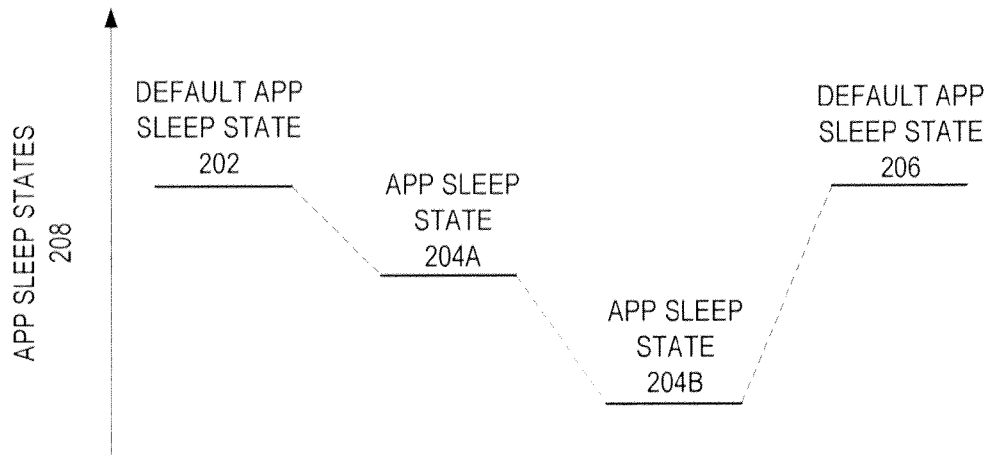 APP SLEEP STATES
208
DEFAULT APP
SLEEP STATE
202
APP SLEEP
STATE
204A
APP SLEEP
STATE
204B
DEFAULT APP
SLEEP STATE
206